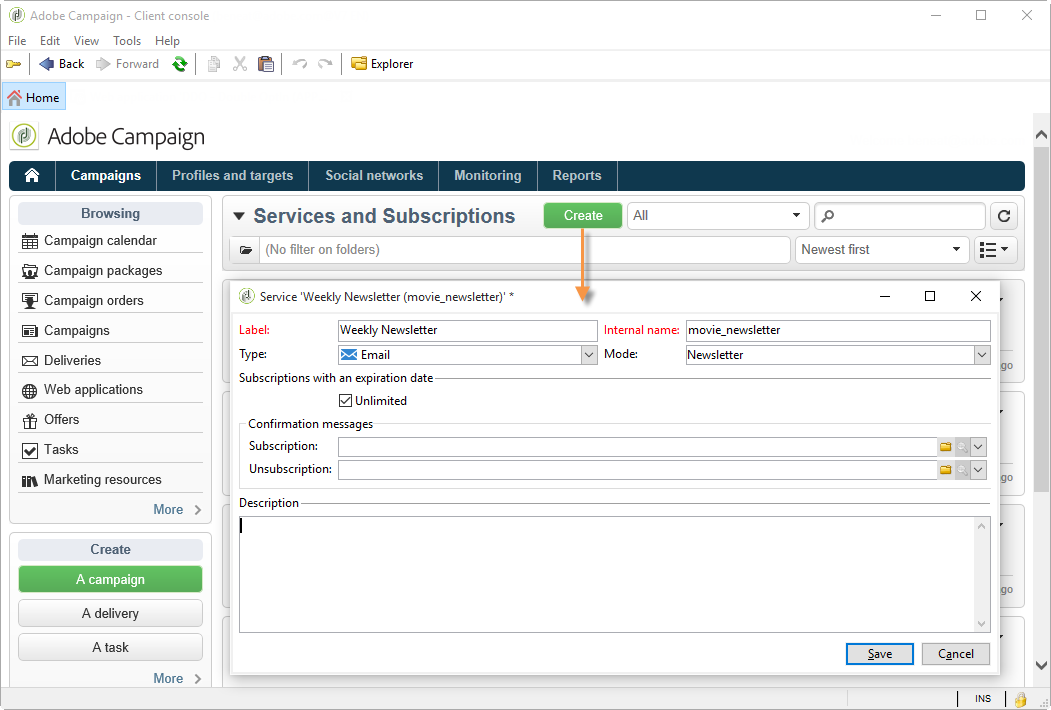 Adobe Campaign - Client console
File Edit View Tools Help
Back Forward Explorer
Home
Adobe Campaign
Campaigns Profiles and targets Social networks Monitoring Reports
Browsing
Campaign calendar
Campaign packages
Campaign orders
Campaigns
Deliveries
Web applications
Offers
Tasks
Marketing resources
More
Create
A campaign
A delivery
A task
More
Services and Subscriptions Create All
(No filter on folders) Newest first
Service 'Weekly Newsletter (movie_newsletter)' *
Label: Weekly Newsletter Internal name: movie_newsletter
Type: Email Mode: Newsletter
Subscriptions with an expiration date
Unlimited
Confirmation messages
Subscription:
Unsubscription:
Description
Save Cancel
go
go
go
INS